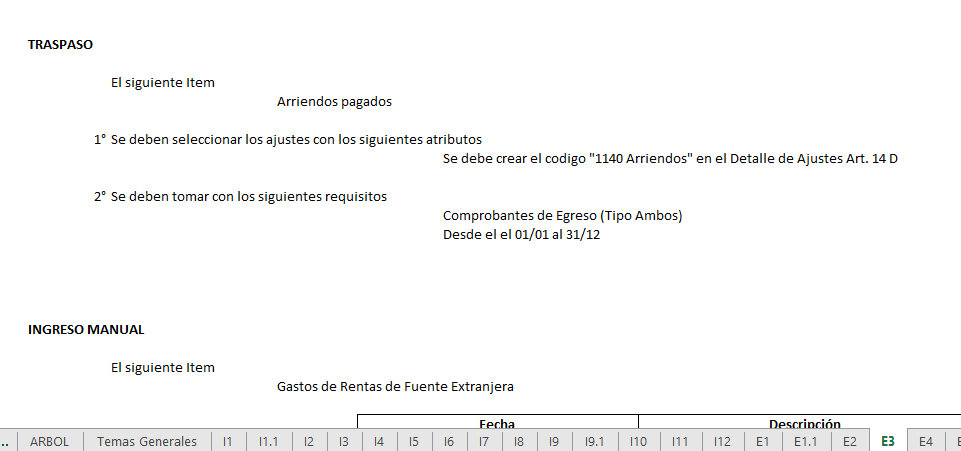 TRASPASO
El siguiente Item
Arriendos pagados
1° Se deben seleccionar los ajustes con los siguientes atributos
Se debe crear el codigo "1140 Arriendos" en el Detalle de Ajustes Art. 14 D
2° Se deben tomar con los siguientes requisitos
Comprobantes de Egreso (Tipo Ambos)
Desde el el 01/01 al 31/12
INGRESO MANUAL
El siguiente Item
Gastos de Rentas de Fuente Extranjera
Fecha Descripción
.. ARBOL Temas Generales I1 I1.1 I2 I3 I4 I5 I6 I7 I8 I9 I9.1 I10 I11 I12 E1 E1.1 E2 E3 E4